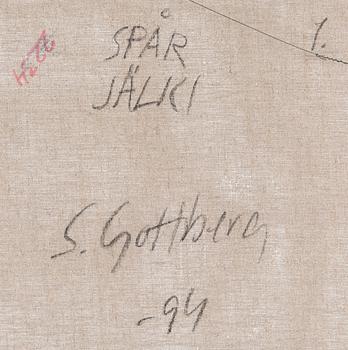 SPÅR
1.
JÄLKI
S. Gottberg
-94